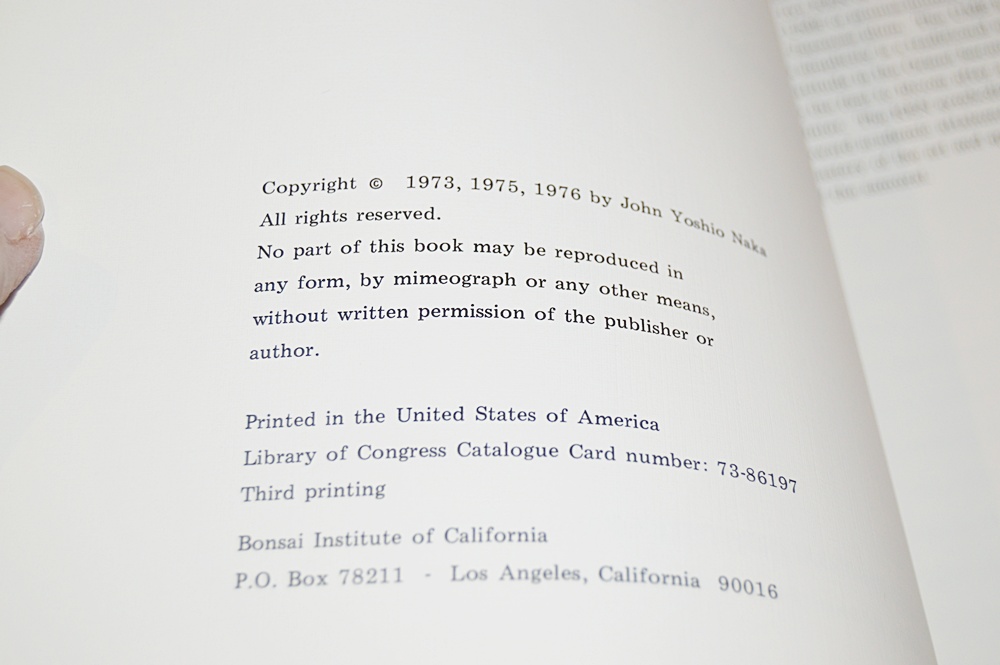 Copyright © 1973, 1975, 1976 by John Yoshio Naka
All rights reserved.
No part of this book may be reproduced in
any form, by mimeograph or any other means,
without written permission of the publisher or
author.
Printed in the United States of America
Library of Congress Catalogue Card number: 73-86197
Third printing
Bonsai Institute of California
P.O. Box 78211 - Los Angeles, California 90016